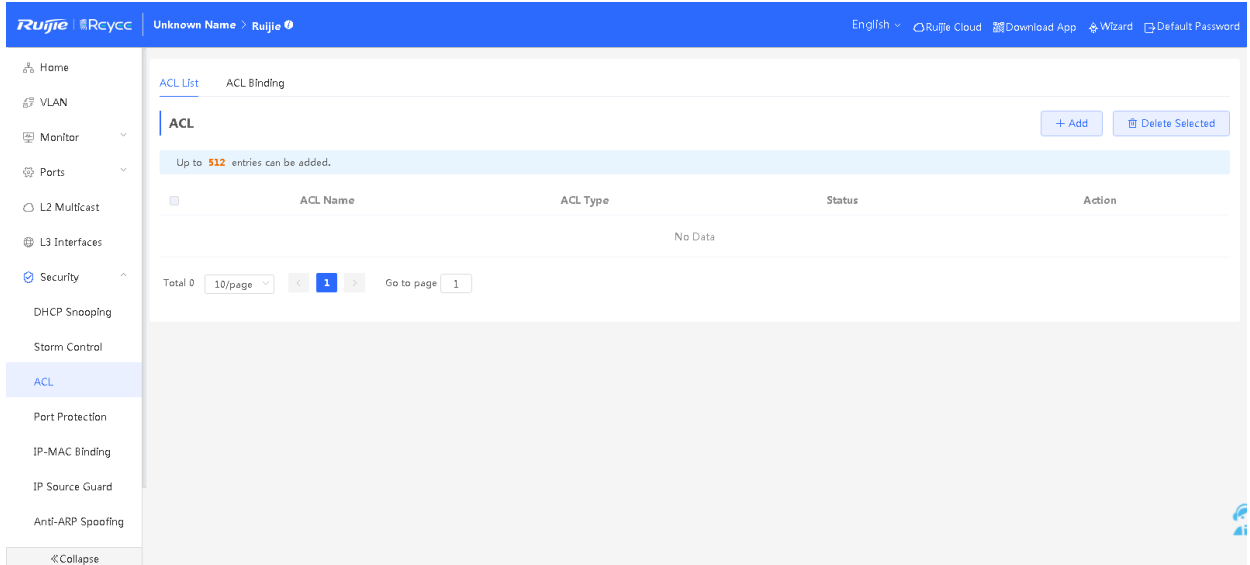 Ruijie | Rcycc Unknown Name > Ruijie English Ruijie Cloud Download App Wizard Default Password
Home
VLAN
Monitor
Ports
L2 Multicast
L3 Interfaces
Security
DHCP Snooping
Storm Control
ACL
Port Protection
IP-MAC Binding
IP Source Guard
Anti-ARP Spoofing
≪Collapse
ACL List ACL Binding
ACL
+ Add Delete Selected
Up to 512 entries can be added.
ACL Name ACL Type Status Action
No Data
Total 0 10/page < 1 > Go to page 1